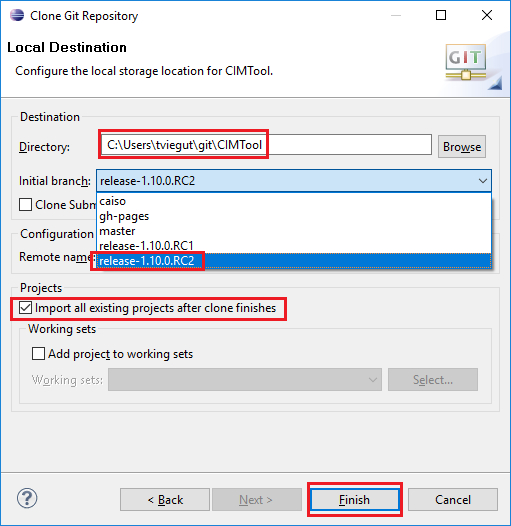 Clone Git Repository
Local Destination
Configure the local storage location for CIMTool.
GIT
Destination
Directory: C:\Users\tviegut\git\CIMTool Browse
Initial branch: release-1.10.0.RC2
Clone Subm
caiso
gh-pages
master
release-1.10.0.RC1
release-1.10.0.RC2
Configuration
Remote name:
Projects
Import all existing projects after clone finishes
Working sets
Add project to working sets
Working sets: Select...
? < Back Next > Finish Cancel